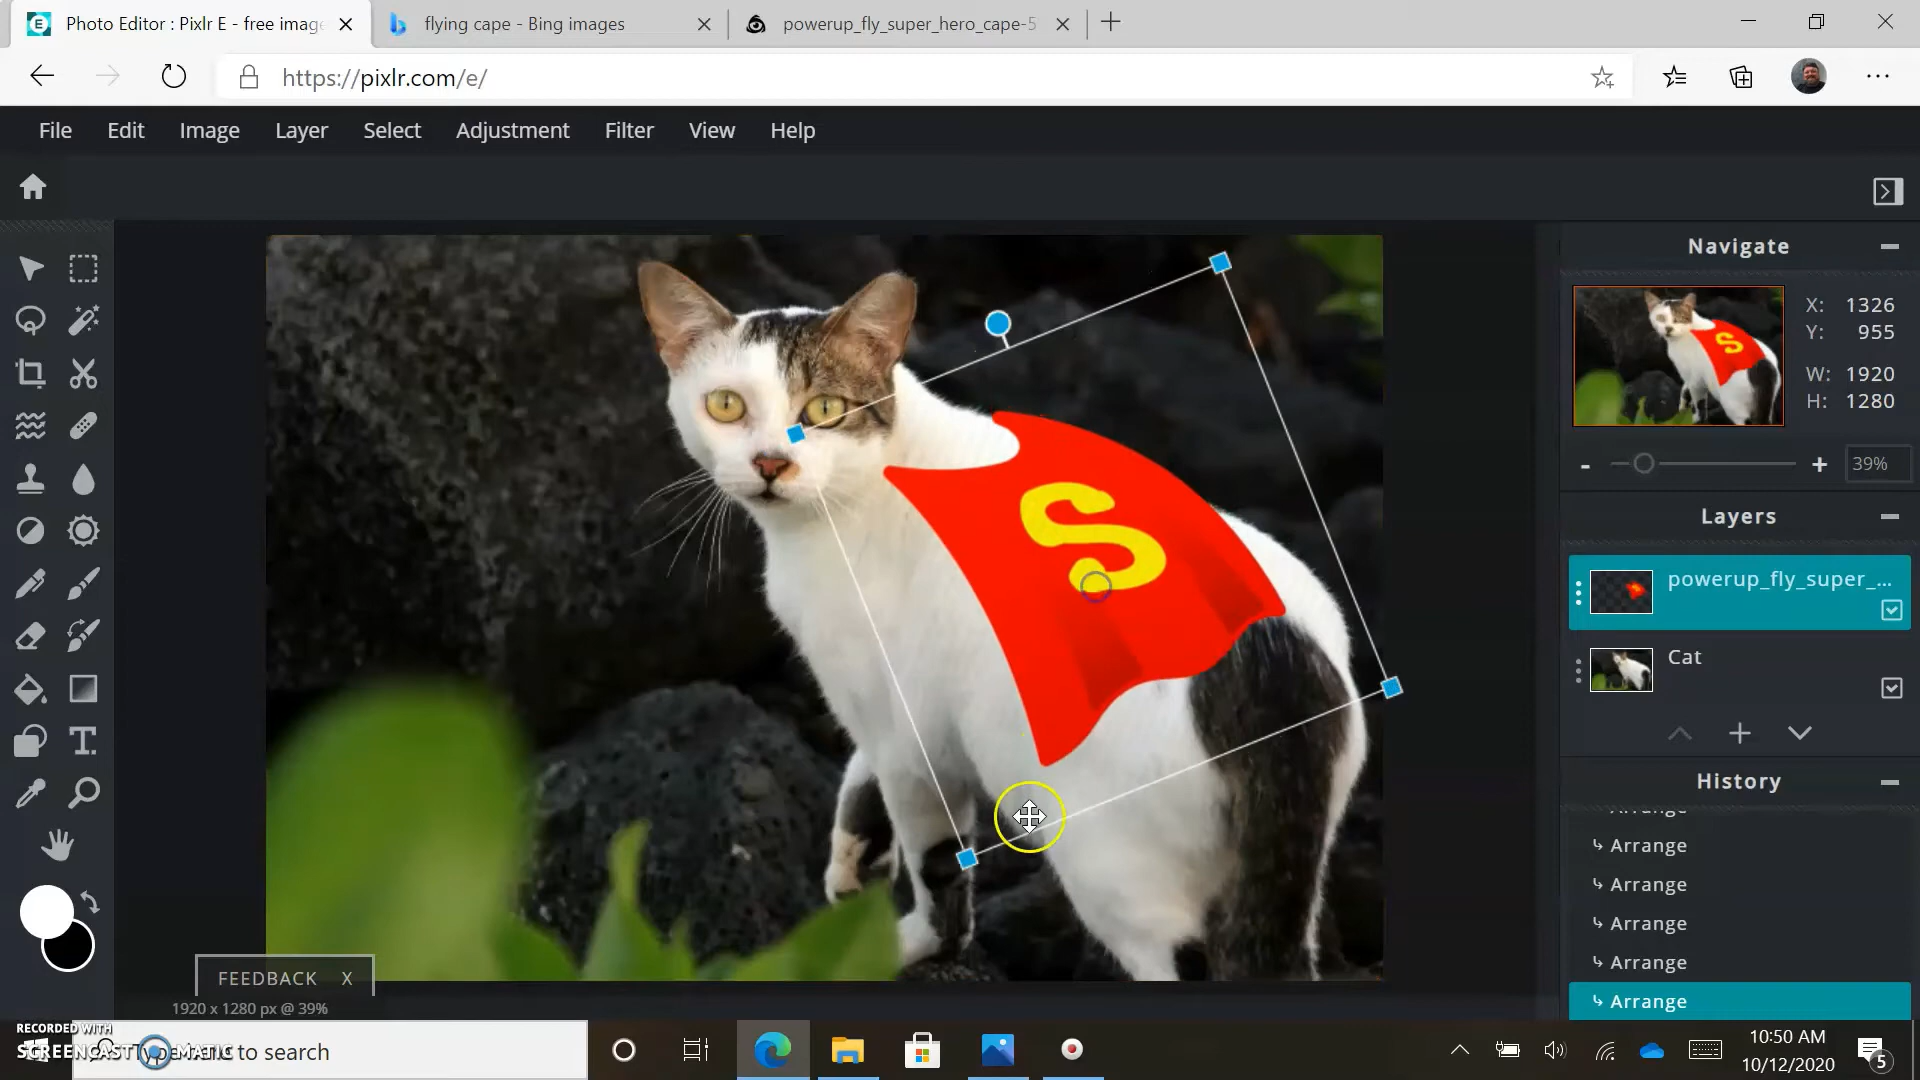 Photo Editor : Pixlr E - free imag
flying cape - Bing images
powerup_fly_super_hero_cape-5
https://pixlr.com/e/
File Edit Image Layer Select Adjustment Filter View Help
Navigate
X: 1326
Y: 955
W: 1920
H: 1280
39%
Layers
powerup_fly_super_...
Cat
History
Arrange
Arrange
Arrange
Arrange
Arrange
Arrange
S
FEEDBACK X
1920 x 1280 px @ 39%
RECORDED WITH
SCREENCAST MATIC
to search
10:50 AM
10/12/2020
5